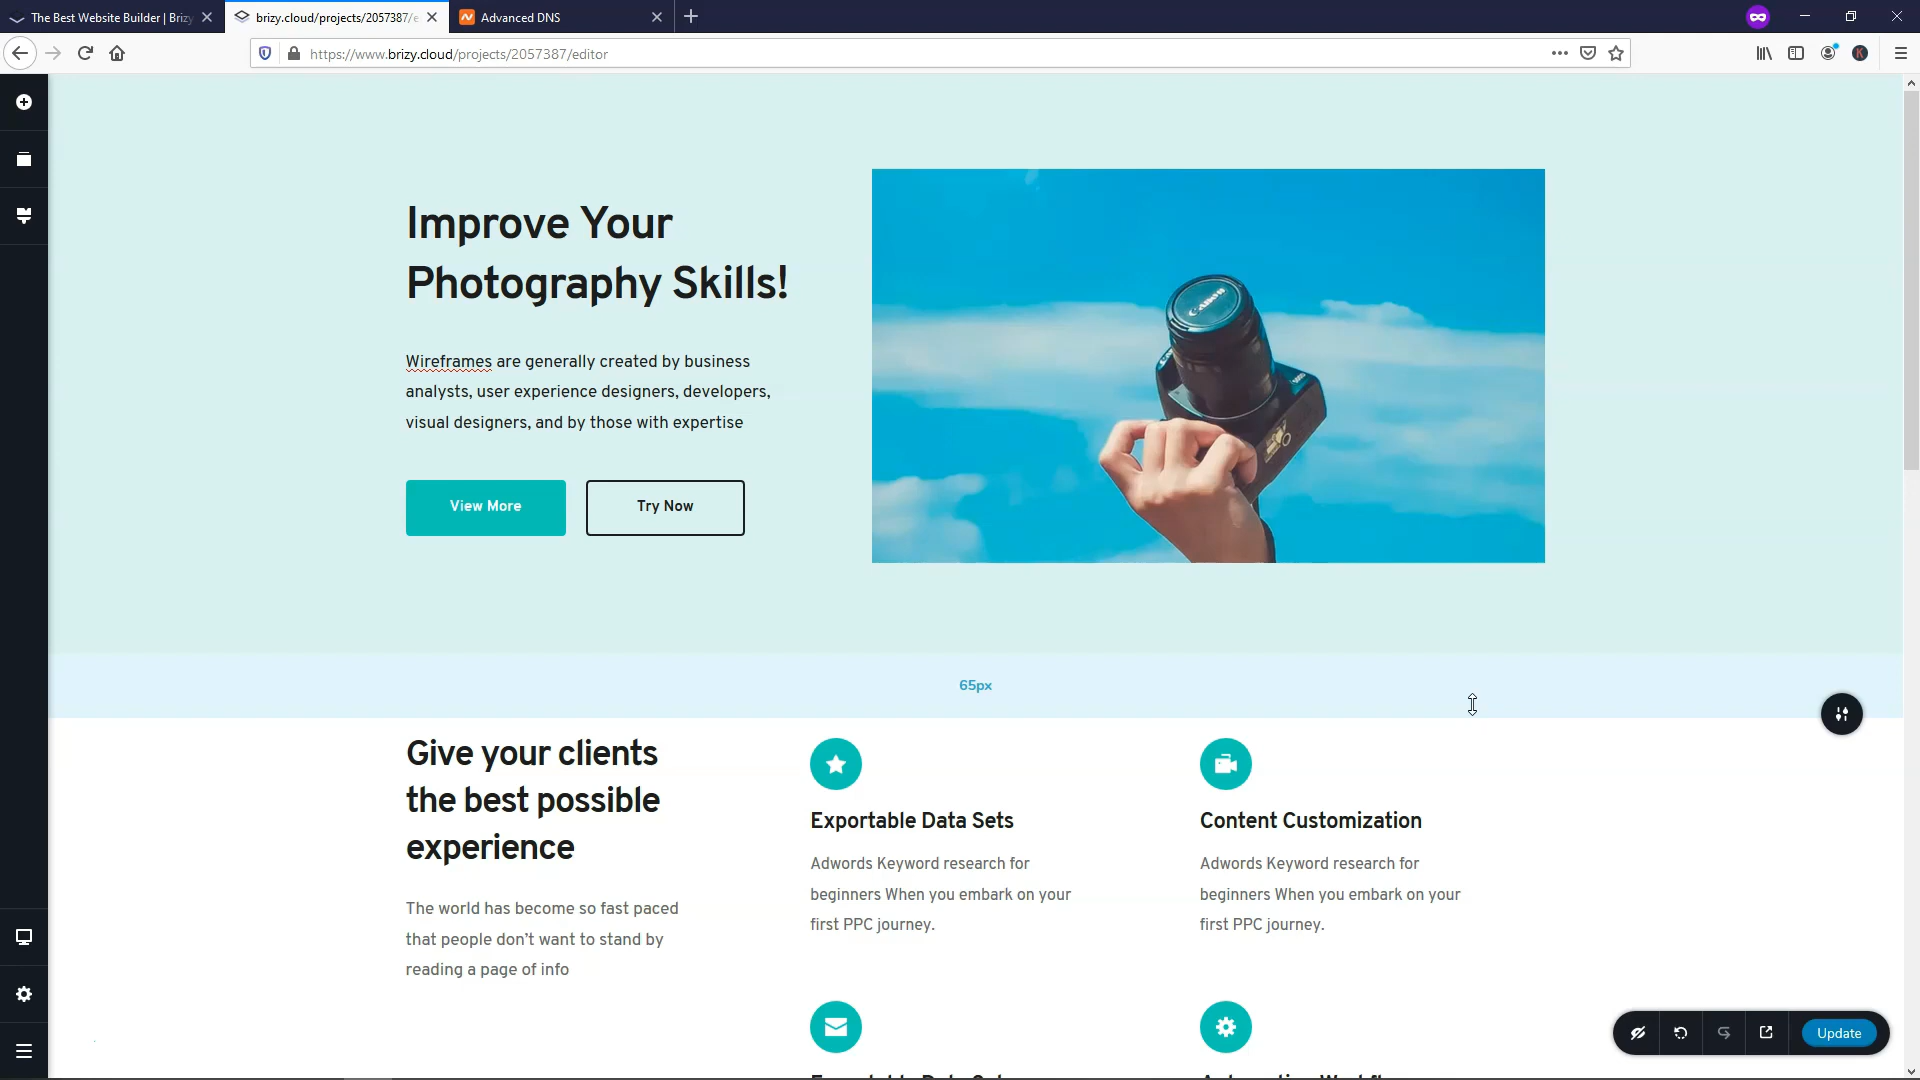 The Best Website Builder | Brizy
brizy.cloud/projects/2057387/e
Advanced DNS
https://www.brizy.cloud/projects/2057387/editor
K
Improve Your
Photography Skills!
Wireframes are generally created by business
analysts, user experience designers, developers,
visual designers, and by those with expertise
View More
Try Now
CANON
65px
Give your clients
the best possible
experience
The world has become so fast paced
that people don’t want to stand by
reading a page of info
Exportable Data Sets
Adwords Keyword research for
beginners When you embark on your
first PPC journey.
Content Customization
Adwords Keyword research for
beginners When you embark on your
first PPC journey.
Update